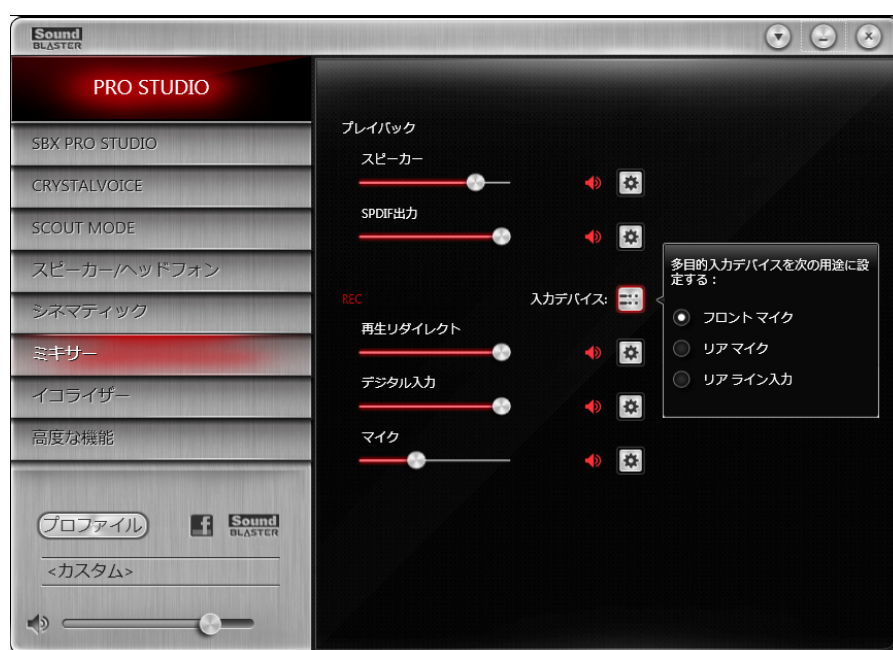 Sound
BLASTER
PRO STUDIO
SBX PRO STUDIO
CRYSTALVOICE
SCOUT MODE
スピーカー/ヘッドフォン
シネマティック
ミキサー
イコライザー
高度な機能
プロファイル
f
Sound
BLASTER
<カスタム>
プレイバック
スピーカー
SPDIF出力
REC
入力デバイス:
再生リダイレクト
デジタル入力
マイク
多目的入力デバイスを次の用途に設
定する：
フロント マイク
リア マイク
リア ライン入力